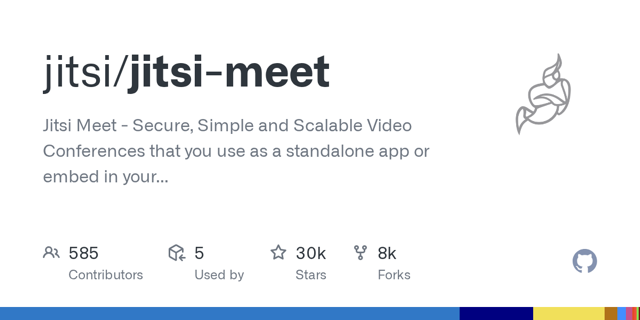 jitsi/jitsi-meet
Jitsi Meet - Secure, Simple and Scalable Video
Conferences that you use as a standalone app or
embed in your...
585 5 30k 8k
Contributors Used by Stars Forks